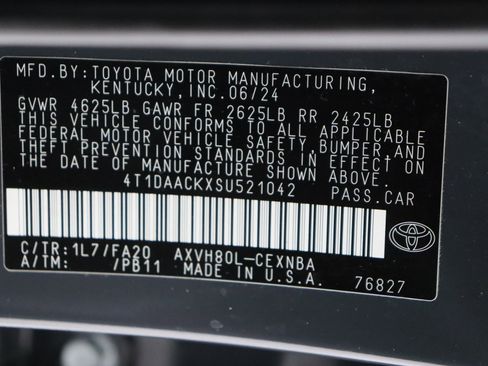 MFD.BY:TOYOTA MOTOR MANUFACTURING,
KENTUCKY,INC.06/24
GVWR 4625LB GAWR FR 2625LB RR 2425LB
THIS VEHICLE CONFORMS TO ALL APPLICABLE
FEDERAL MOTOR VEHICLE SAFETY, BUMPER, AND
THEFT PREVENTION STANDARDS IN EFFECT ON
THE DATE OF MANUFACTURE SHOWN ABOVE.
4T1DAACKXSU521042
PASS.CAR
C/TR:1L7/FA20 AXVH80L-CEXNBA
A/TM: /PB11 MADE IN U.S.A.
76827